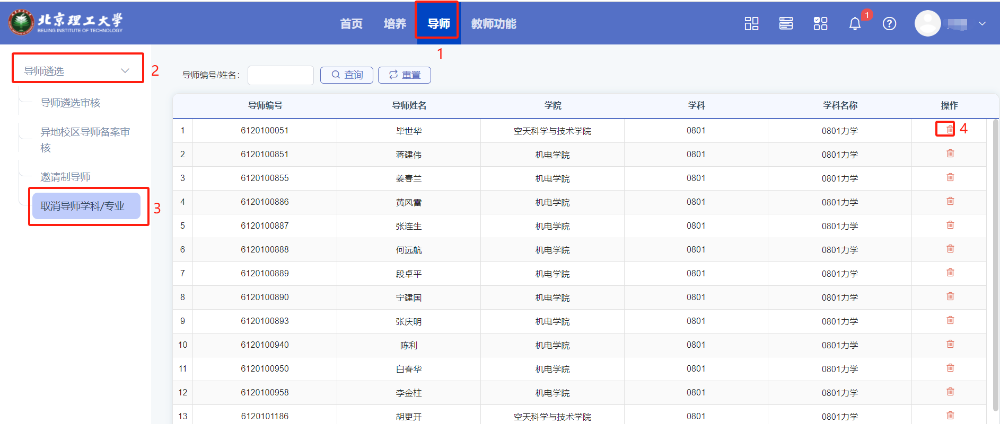 北京理工大学
BEIJING INSTITUTE OF TECHNOLOGY
首页 培养 导师 教师功能
1
1
导师遴选
2
导师遴选审核
异地校区导师备案审
核
邀请制导师
取消导师学科/专业
3
导师编号/姓名: 查询 重置
导师编号 导师姓名 学院 学科 学科名称 操作
1 6120100051 毕世华 空天科学与技术学院 0801 0801力学 4
2 6120100851 蒋建伟 机电学院 0801 0801力学
3 6120100855 姜春兰 机电学院 0801 0801力学
4 6120100886 黄风雷 机电学院 0801 0801力学
5 6120100887 张连生 机电学院 0801 0801力学
6 6120100888 何远航 机电学院 0801 0801力学
7 6120100889 段卓平 机电学院 0801 0801力学
8 6120100890 宁建国 机电学院 0801 0801力学
9 6120100893 张庆明 机电学院 0801 0801力学
10 6120100940 陈利 机电学院 0801 0801力学
11 6120100950 白春华 机电学院 0801 0801力学
12 6120100958 李金柱 机电学院 0801 0801力学
13 6120101186 胡更开 空天科学与技术学院 0801 0801力学